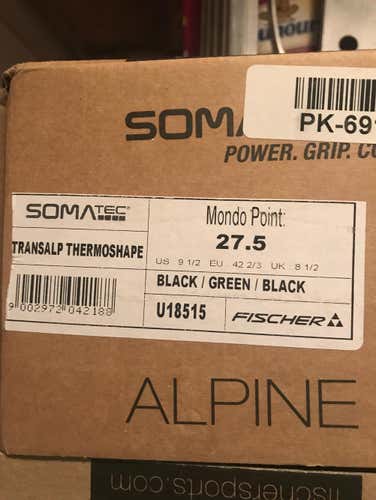 SOMA
PK-691
POWER. GRIP. CO
SOMATEC
TRANSALP THERMOSHAPE
9 002972 042188
Mondo Point:
27.5
US 9 1/2 EU 42 2/3 UK 8 1/2
BLACK / GREEN / BLACK
U18515
FISCHER
ALPINE
fischersports.com